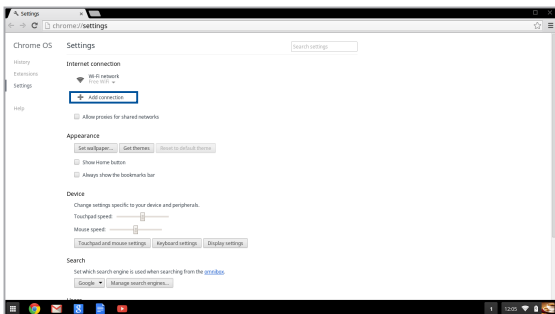 Settings
chrome://settings
Chrome OS
Settings
Search settings
History
Extensions
Settings
Help
Internet connection
Wi-Fi network
Free WiFi
Add connection
Allow proxies for shared networks
Appearance
Set wallpaper... Get themes Reset to default theme
Show Home button
Always show the bookmarks bar
Device
Change settings specific to your device and peripherals.
Touchpad speed:
Mouse speed:
Touchpad and mouse settings Keyboard settings Display settings
Search
Set which search engine is used when searching from the omnibox.
Google Manage search engines...
1 12:05